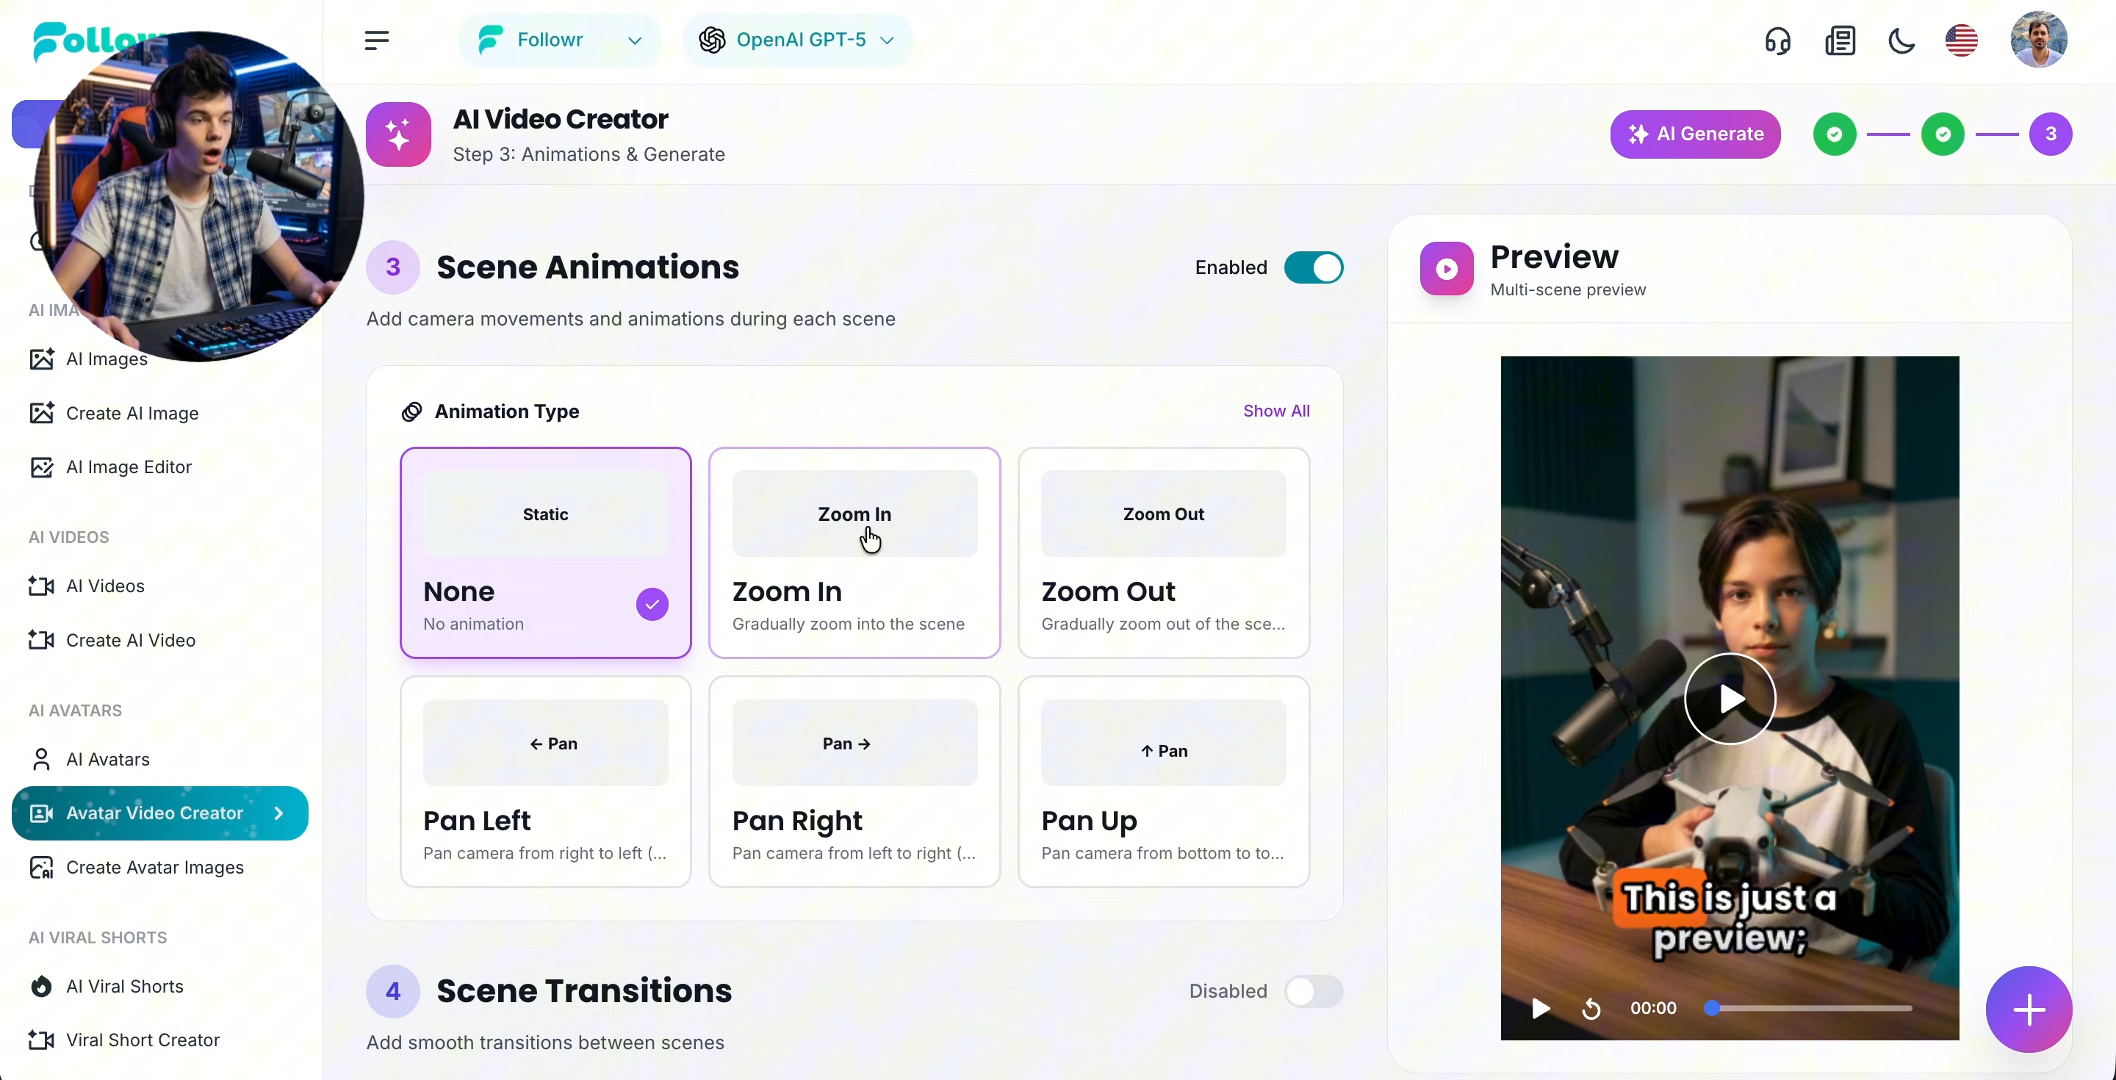 Followr
OpenAI GPT-5
AI Video Creator
Step 3: Animations & Generate
AI Generate
3
AI Images
Create AI Image
AI Image Editor
AI VIDEOS
AI Videos
Create AI Video
AI AVATARS
AI Avatars
Avatar Video Creator
Create Avatar Images
AI VIRAL SHORTS
AI Viral Shorts
Viral Short Creator
3
Scene Animations
Enabled
Add camera movements and animations during each scene
Animation Type
Show All
Static
None
No animation
Zoom In
Zoom In
Gradually zoom into the scene
Zoom Out
Zoom Out
Gradually zoom out of the sce...
← Pan
Pan Left
Pan camera from right to left (...
Pan →
Pan Right
Pan camera from left to right (...
↑ Pan
Pan Up
Pan camera from bottom to to...
4
Scene Transitions
Disabled
Add smooth transitions between scenes
Preview
Multi-scene preview
This is just a
preview;
00:00